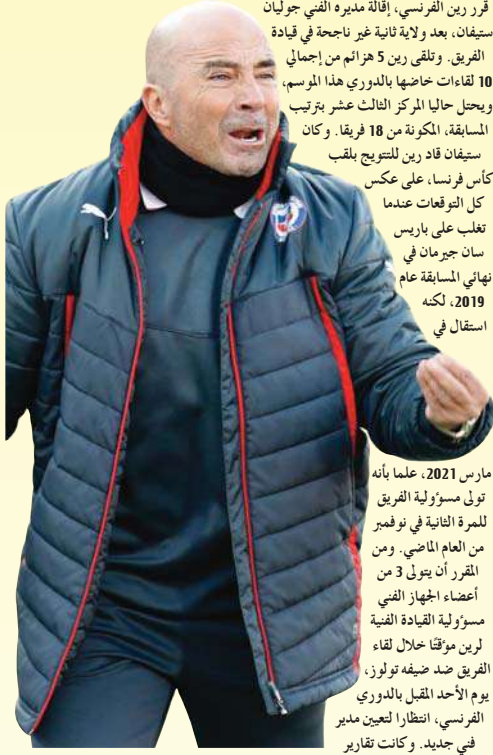 قرر رين الفرنسي، إقالة مديره الفني جوليان
ستيفان، بعد ولاية ثانية غير ناجحة في قيادة
الفريق. وتلقى رين 5 هزائم من إجمالي
10 لقاءات خاضها بالدوري هذا الموسم،
ويحتل حاليا المركز الثالث عشر بترتيب
المسابقة، المكونة من 18 فريقا. وكان
ستيفان قاد رين للتتويج بلقب
كأس فرنسا، على عكس
كل التوقعات عندما
تغلب على باريس
سان جيرمان في
نهائي المسابقة عام
2019، لكنه
استقال في
مارس 2021، علما بأنه
تولى مسؤولية الفريق
للمرة الثانية في نوفمبر
من العام الماضي. ومن
المقرر أن يتولى 3 من
أعضاء الجهاز الفني
مسؤولية القيادة الفنية
لرين مؤقتًا خلال لقاء
الفريق ضد ضيفه تولوز،
يوم الأحد المقبل بالدوري
الفرنسي، انتظارا لتعيين مدير
فني جديد. وكانت تقارير